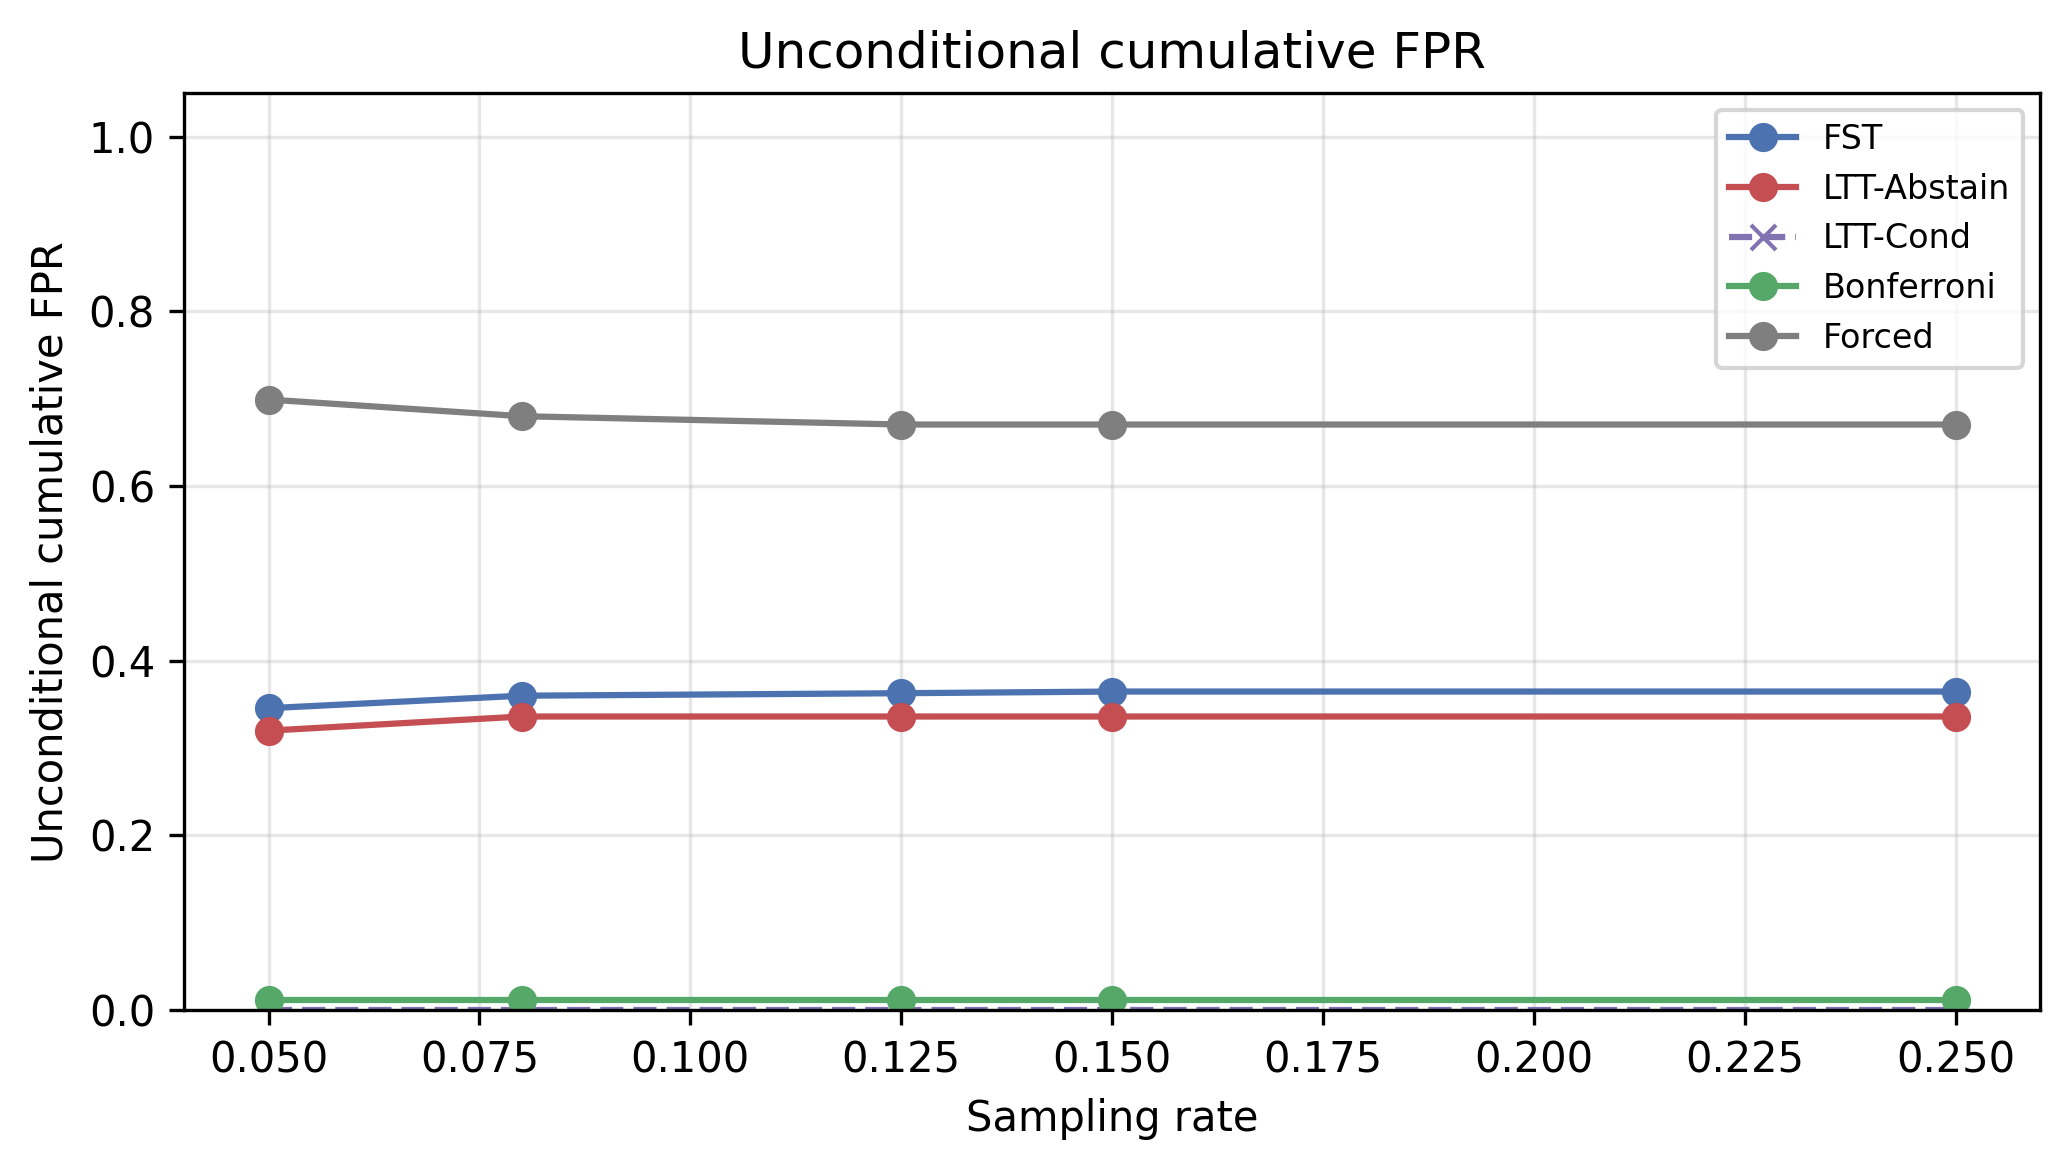 Unconditional cumulative FPR
Unconditional cumulative FPR
1.0
0.8
0.6
0.4
0.2
0.0
FST
LTT-Abstain
LTT-Cond
Bonferroni
Forced
0.050 0.075 0.100 0.125 0.150 0.175 0.200 0.225 0.250
Sampling rate